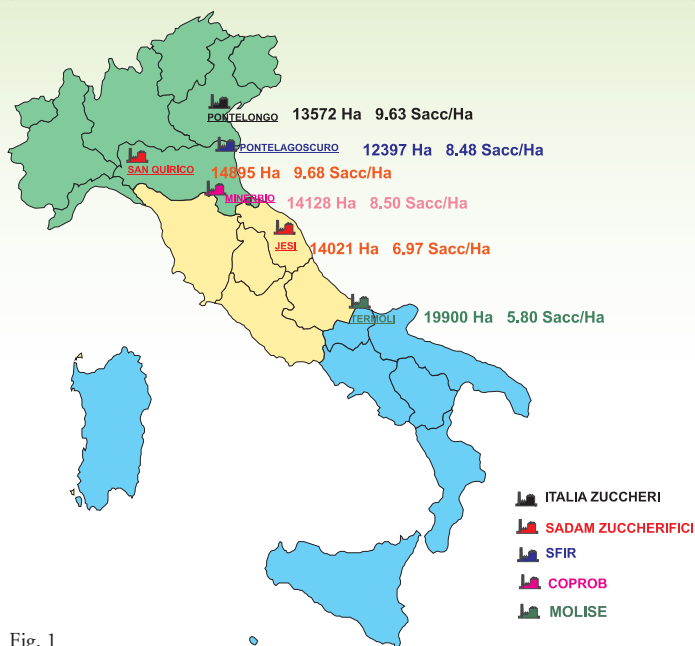 PONTELONGO 13572 Ha 9.63 Sacc/Ha
PONTELAGOSCURO 12397 Ha 8.48 Sacc/Ha
SAN QUIRICO 14895 Ha 9.68 Sacc/Ha
MINERBIO 14128 Ha 8.50 Sacc/Ha
JESI 14021 Ha 6.97 Sacc/Ha
TERMOLI 19900 Ha 5.80 Sacc/Ha
ITALIA ZUCCHERI
SADAM ZUCCHERIFICI
SFIR
COPROB
MOLISE
Fig. 1